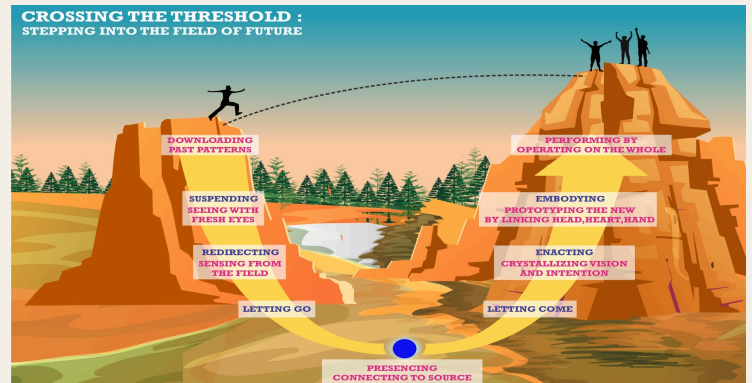 CROSSING THE THRESHOLD :
STEPPING INTO THE FIELD OF FUTURE
DOWNLOADING
PAST PATTERNS
SUSPENDING
SEEING WITH
FRESH EYES
REDIRECTING
SENSING FROM
THE FIELD
LETTING GO
PRESENCING
CONNECTING TO SOURCE
LETTING COME
ENACTING
CRYSTALLIZING VISION
AND INTENTION
EMBODYING
PROTOTYPING THE NEW
BY LINKING HEAD,HEART,HAND
PERFORMING BY
OPERATING ON THE WHOLE